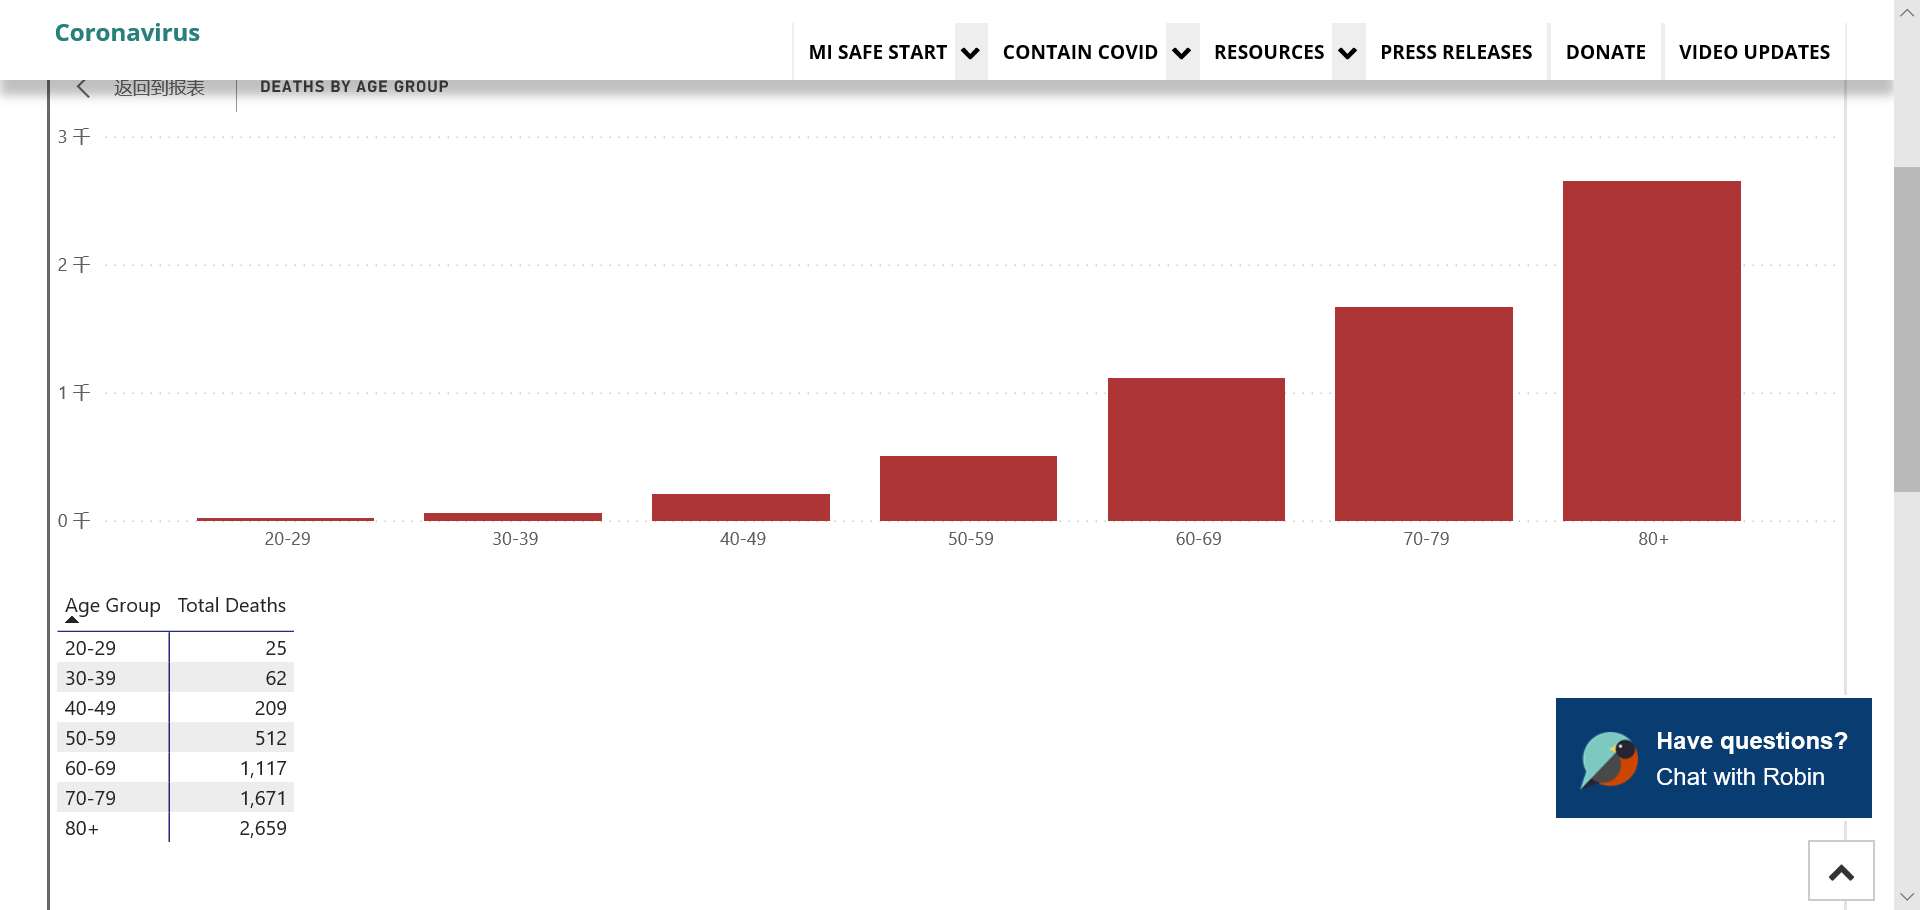 Coronavirus
MI SAFE START CONTAIN COVID RESOURCES PRESS RELEASES DONATE VIDEO UPDATES
返回到报表 DEATHS BY AGE GROUP
3 千
2 千
1 千
0 千
20-29 30-39 40-49 50-59 60-69 70-79 80+
Age Group Total Deaths
20-29 25
30-39 62
40-49 209
50-59 512
60-69 1,117
70-79 1,671
80+ 2,659
Have questions?
Chat with Robin